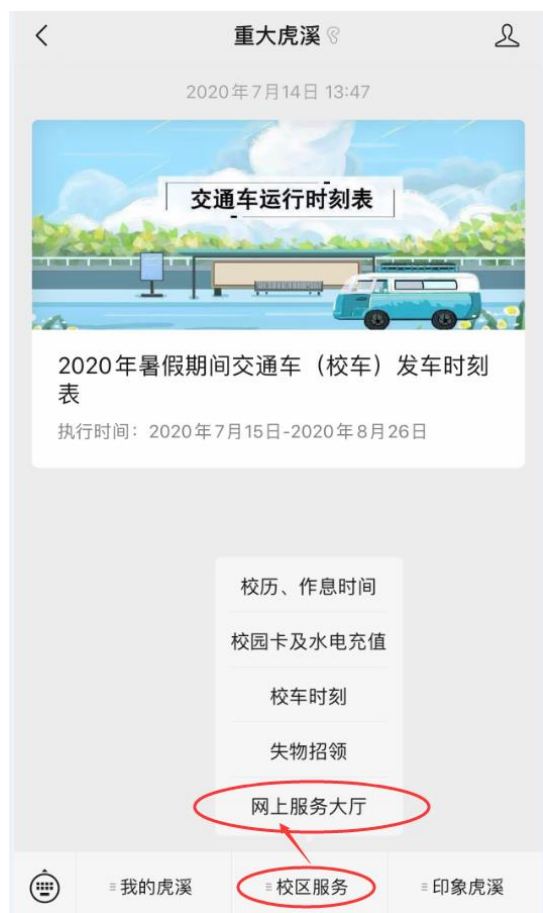 重大虎溪
2020年7月14日 13:47
交通车运行时刻表
2020年暑假期间交通车（校车）发车时刻
表
执行时间：2020年7月15日-2020年8月26日
校历、作息时间
校园卡及水电充值
校车时刻
失物招领
网上服务大厅
我的虎溪
校区服务
印象虎溪